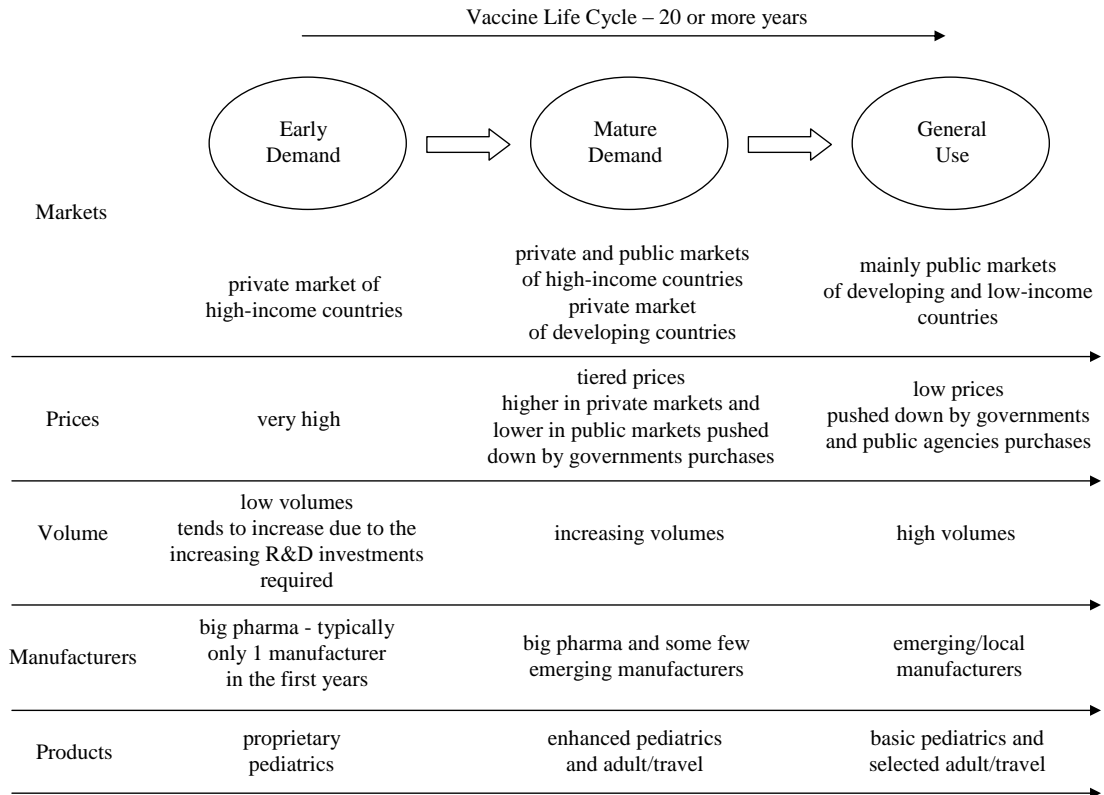 Vaccine Life Cycle – 20 or more years
Early
Demand
Mature
Demand
General
Use
Markets
private market of
high-income countries
private and public markets
of high-income countries
private market
of developing countries
mainly public markets
of developing and low-income
countries
Prices
very high
tiered prices
higher in private markets and
lower in public markets pushed
down by governments purchases
low prices
pushed down by governments
and public agencies purchases
Volume
low volumes
tends to increase due to the
increasing R&D investments
required
increasing volumes
high volumes
Manufacturers
big pharma - typically
only 1 manufacturer
in the first years
big pharma and some few
emerging manufacturers
emerging/local
manufacturers
Products
proprietary
pediatrics
enhanced pediatrics
and adult/travel
basic pediatrics and
selected adult/travel